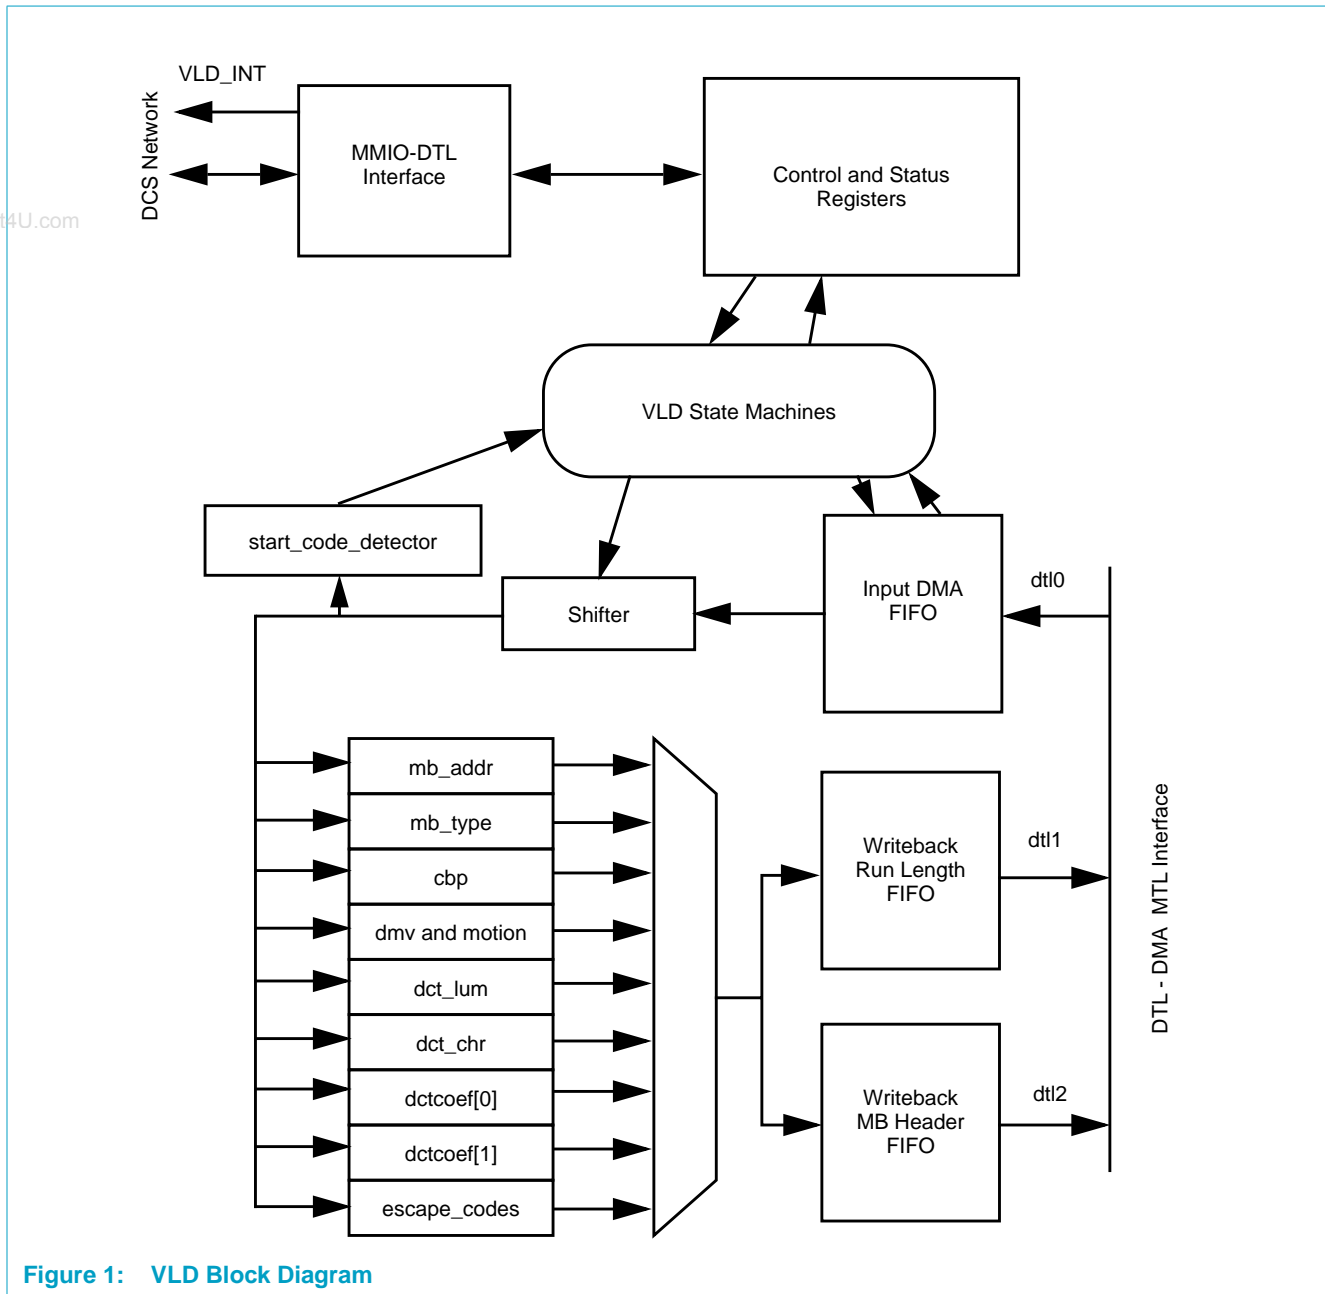 VLD_INT
DCS Network
MMIO-DTL
Interface
Control and Status
Registers
t4U.com
VLD State Machines
start_code_detector
Shifter
Input DMA
FIFO
dtl0
mb_addr
mb_type
cbp
dmv and motion
dct_lum
dct_chr
dctcoef[0]
dctcoef[1]
escape_codes
Writeback
Run Length
FIFO
dtl1
Writeback
MB Header
FIFO
dtl2
DTL - DMA MTL Interface
Figure 1: VLD Block Diagram